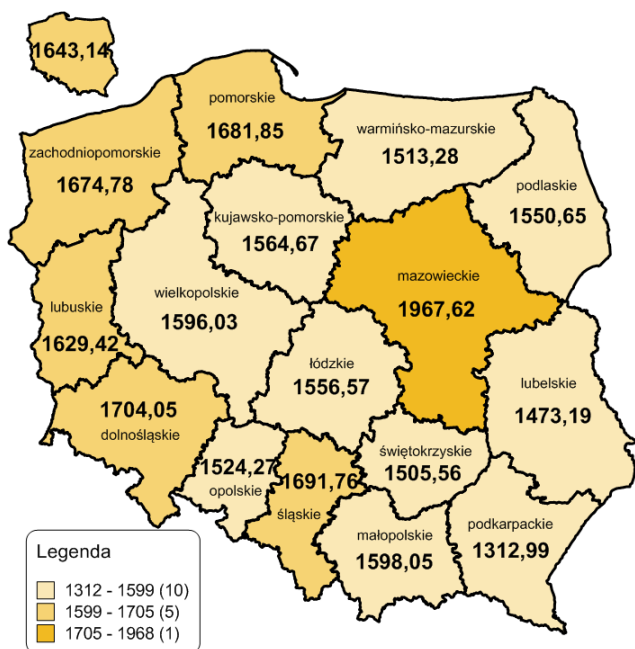 1643,14
pomorskie
1681,85
warmińsko-mazurskie
1513,28
zachodniopomorskie
1674,78
podlaskie
1550,65
kujawsko-pomorskie
1564,67
mazowieckie
1967,62
wielkopolskie
1596,03
lubuskie
1629,42
łódzkie
1556,57
lubelskie
1473,19
1704,05
dolnośląskie
świętokrzyskie
1505,56
1524,27
opolskie
1691,76
śląskie
małopolskie
1598,05
podkarpackie
1312,99
Legenda
1312 - 1599 (10)
1599 - 1705 (5)
1705 - 1968 (1)